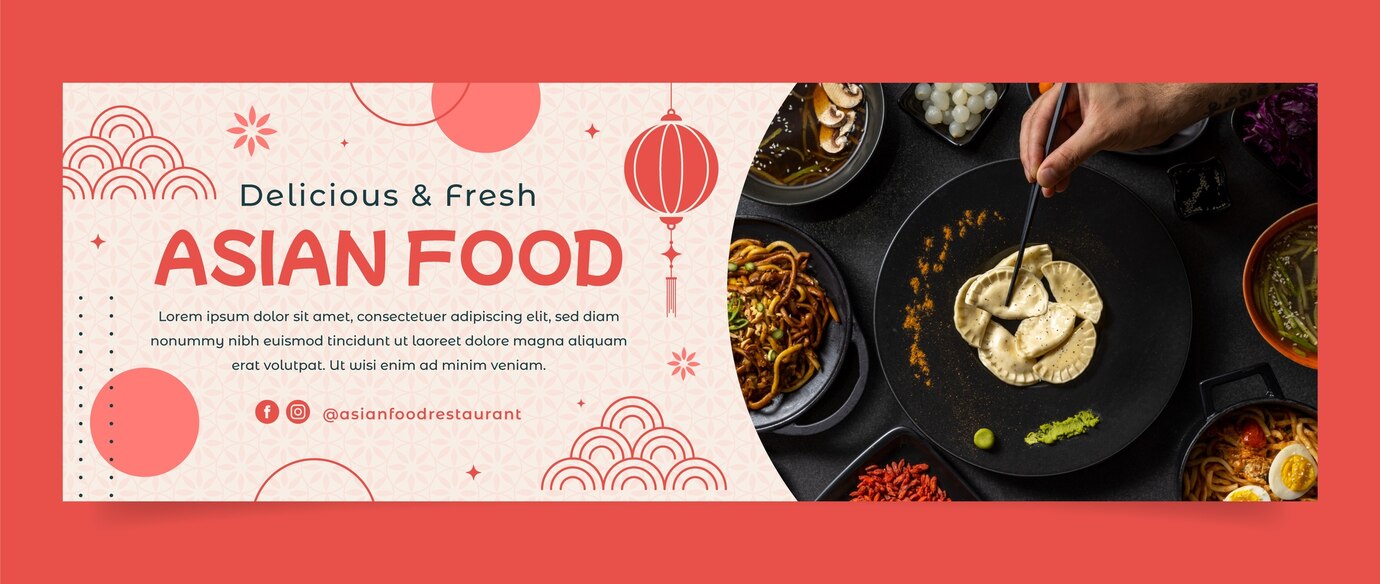 Delicious & Fresh
ASIAN FOOD
Lorem ipsum dolor sit amet, consectetuer adipiscing elit, sed diam
nonummy nibh euismod tincidunt ut laoreet dolore magna aliquam
erat volutpat. Ut wisi enim ad minim veniam.
@asianfoodrestaurant